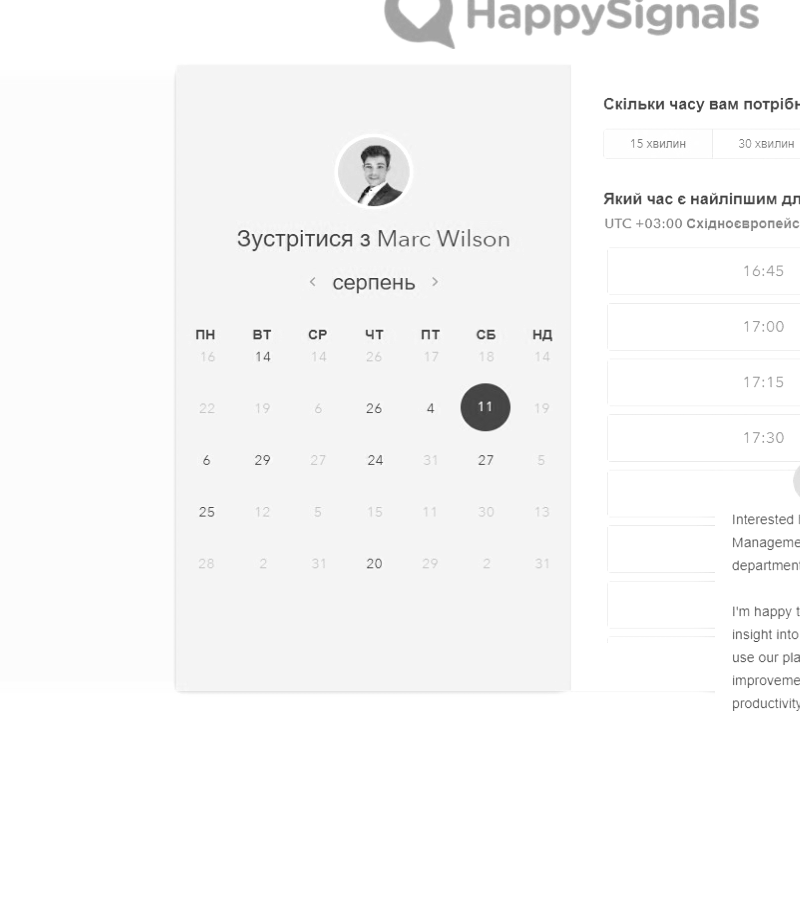 HappySignals
Зустрітися з Marc Wilson
серпень
ПН ВТ СР ЧТ ПТ СБ НД
16 14 14 26 17 18 14
22 19 6 26 4 11 19
6 29 27 24 31 27 5
25 12 5 15 11 30 13
28 2 31 20 29 2 31
Скільки часу вам потрібн
15 хвилин 30 хвилин
Який час є найліпшим дл
UTC +03:00 Східноєвропейс
16:45
17:00
17:15
17:30
Interested
Manageme
department
I'm happy t
insight into
use our pla
improveme
productivity